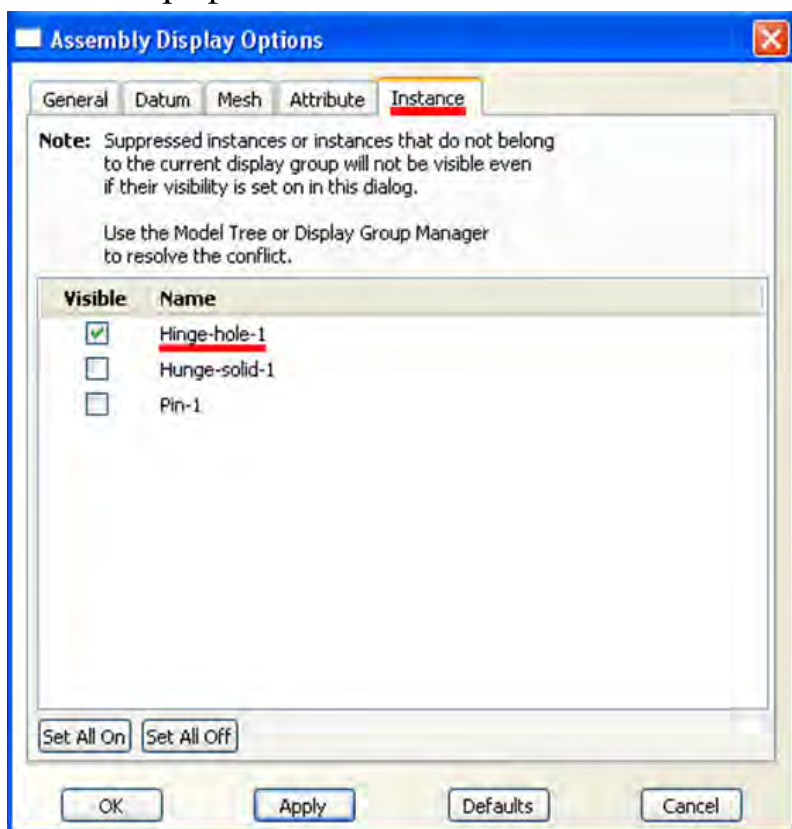 Assembly Display Options
General Datum Mesh Attribute Instance
Note: Suppressed instances or instances that do not belong
to the current display group will not be visible even
if their visibility is set on in this dialog.
Use the Model Tree or Display Group Manager
to resolve the conflict.
Visible Name
Hinge-hole-1
Hunge-solid-1
Pin-1
Set All On Set All Off
OK Apply Defaults Cancel